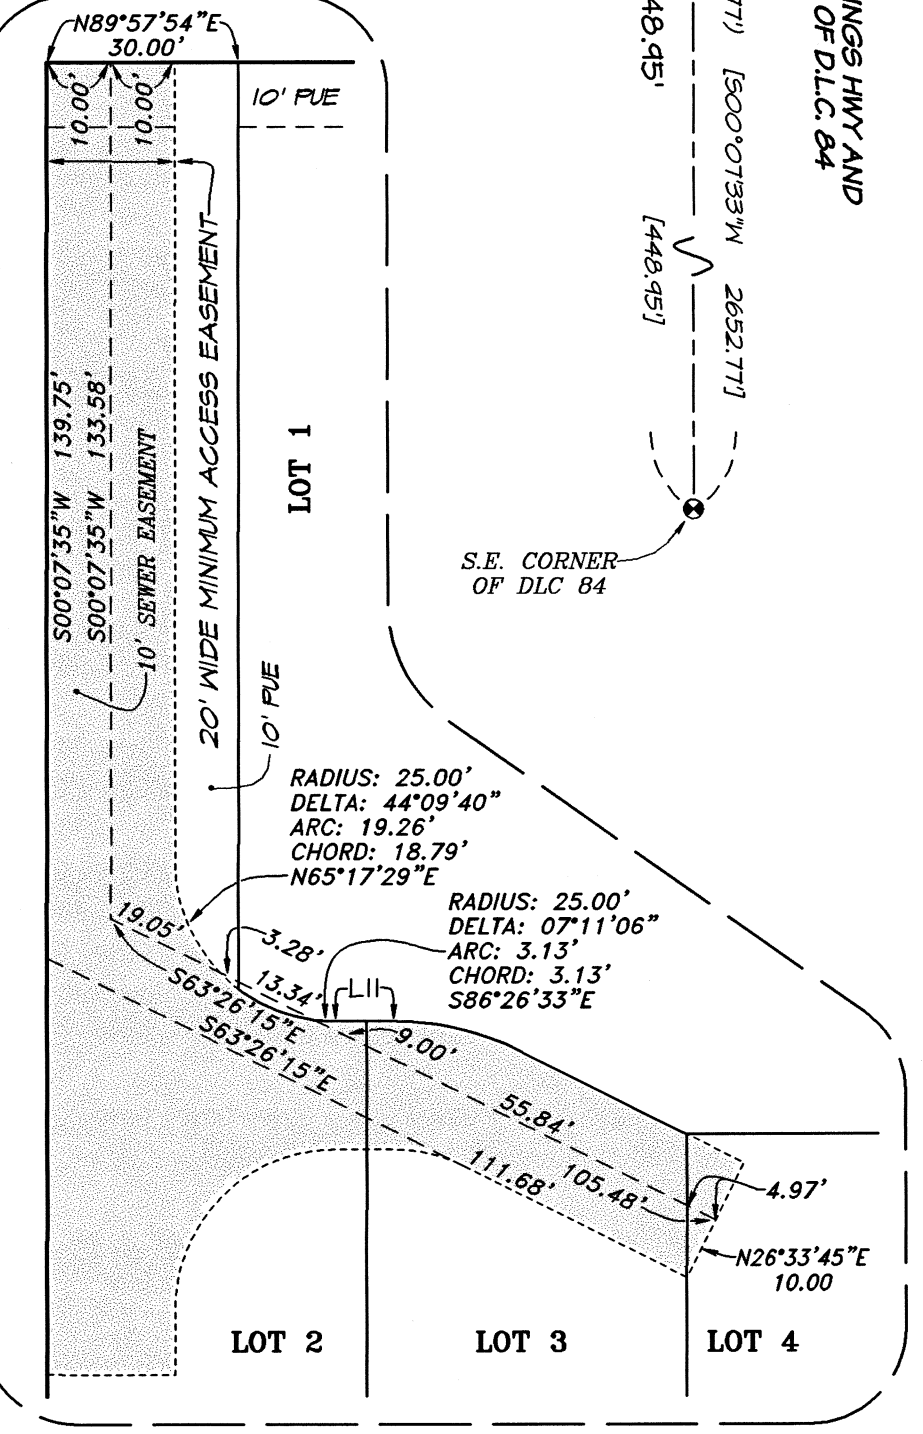 N89°57'54"E
30.00'
10.00'
10.00'
10' PUE
20' WIDE MINIMUM ACCESS EASEMENT
S00°07'35"W 139.75'
S00°07'35"W 133.58'
10' SEWER EASEMENT
LOT 1
10' PUE
INGS HWY AND
OF D.L.C. 84
77') [S00°07'33"W 2652.77']
48.95'
[448.95']
S.E. CORNER
OF DLC 84
RADIUS: 25.00'
DELTA: 44°09'40"
ARC: 19.26'
CHORD: 18.79'
N65°17'29"E
RADIUS: 25.00'
DELTA: 07°11'06"
ARC: 3.13'
CHORD: 3.13'
S86°26'33"E
19.05'
3.28'
13.34'
L11
S63°26'15"E
S63°26'15"E
9.00'
55.84'
111.68'
105.48'
4.97'
N26°33'45"E
10.00
LOT 2
LOT 3
LOT 4